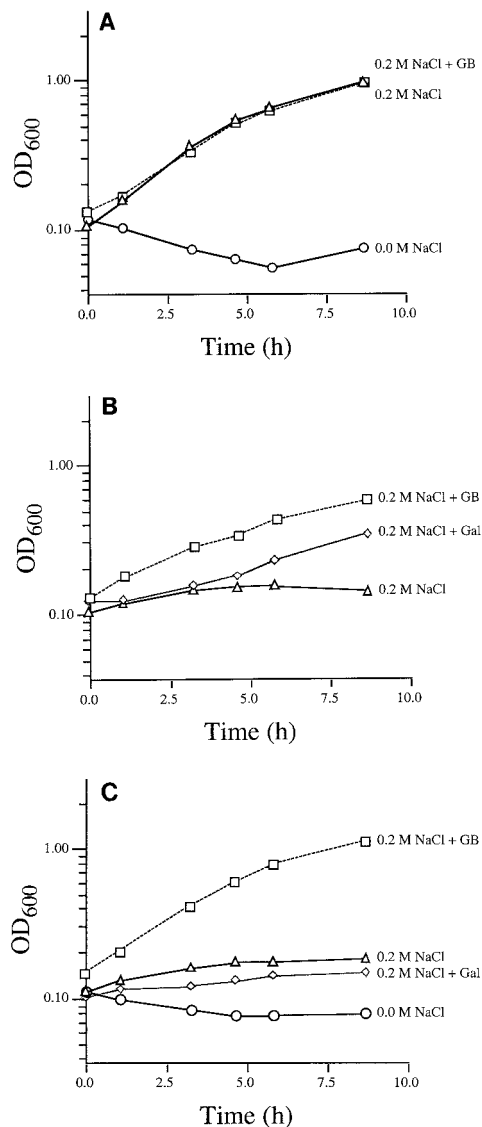 A
OD600
1.00
0.10
0.2 M NaCl + GB
0.2 M NaCl
0.0 M NaCl
0.0 2.5 5.0 7.5 10.0
Time (h)
B
OD600
1.00
0.10
0.2 M NaCl + GB
0.2 M NaCl + Gal
0.2 M NaCl
0.0 2.5 5.0 7.5 10.0
Time (h)
C
OD600
1.00
0.10
0.2 M NaCl + GB
0.2 M NaCl
0.2 M NaCl + Gal
0.0 M NaCl
0.0 2.5 5.0 7.5 10.0
Time (h)